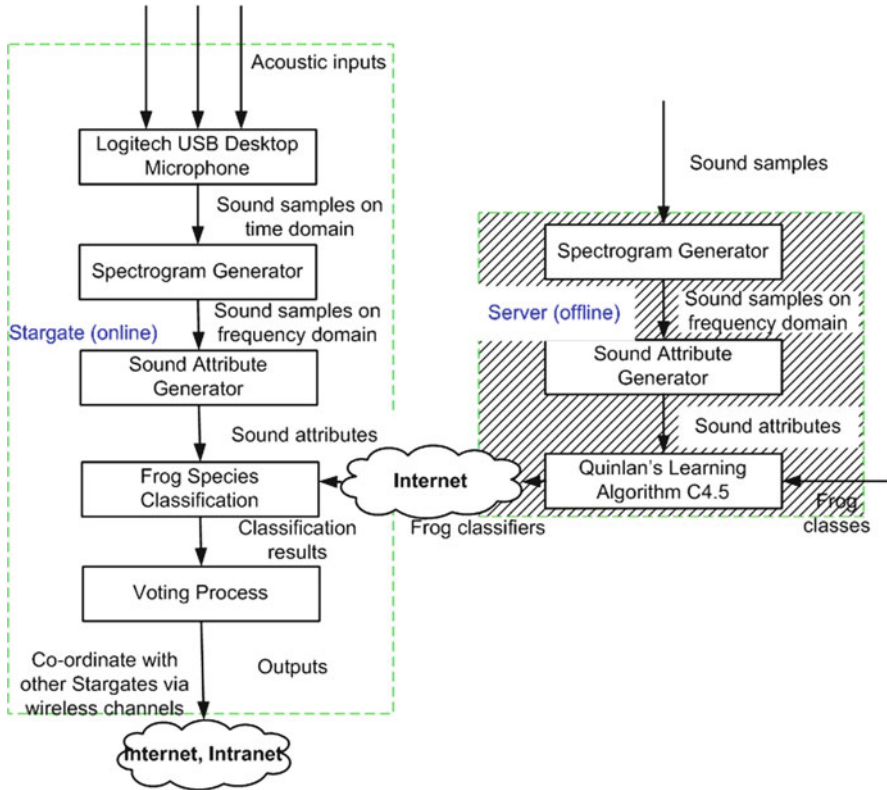 Acoustic inputs
Logitech USB Desktop
Microphone
Sound samples on
time domain
Spectrogram Generator
Sound samples on
frequency domain
Stargate (online)
Sound Attribute
Generator
Sound attributes
Frog Species
Classification
Classification
results
Voting Process
Co-ordinate with
other Stargates via
wireless channels
Outputs
Internet, Intranet
Internet
Frog classifiers
Sound samples
Spectrogram Generator
Server (offline)
Sound samples on
frequency domain
Sound Attribute
Generator
Sound attributes
Quinlan's Learning
Algorithm C4.5
Frog
classes